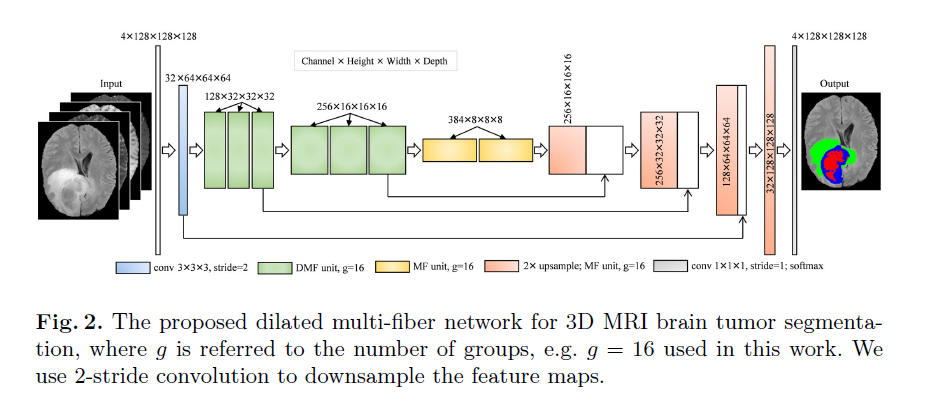 4×128×128×128
4×128×128×128
Channel × Height × Width × Depth
Input
32×64×64×64
Output
128×32×32×32
256×16×16×16
384×8×8×8
256×16×16×16
256×32×32×32
128×64×64×64
32×128×128×128
conv 3×3×3, stride=2
DMF unit, g=16
MF unit, g=16
2× upsample; MF unit, g=16
conv 1×1×1, stride=1; softmax
Fig. 2. The proposed dilated multi-fiber network for 3D MRI brain tumor segmenta-
tion, where g is referred to the number of groups, e.g. g = 16 used in this work. We
use 2-stride convolution to downsample the feature maps.